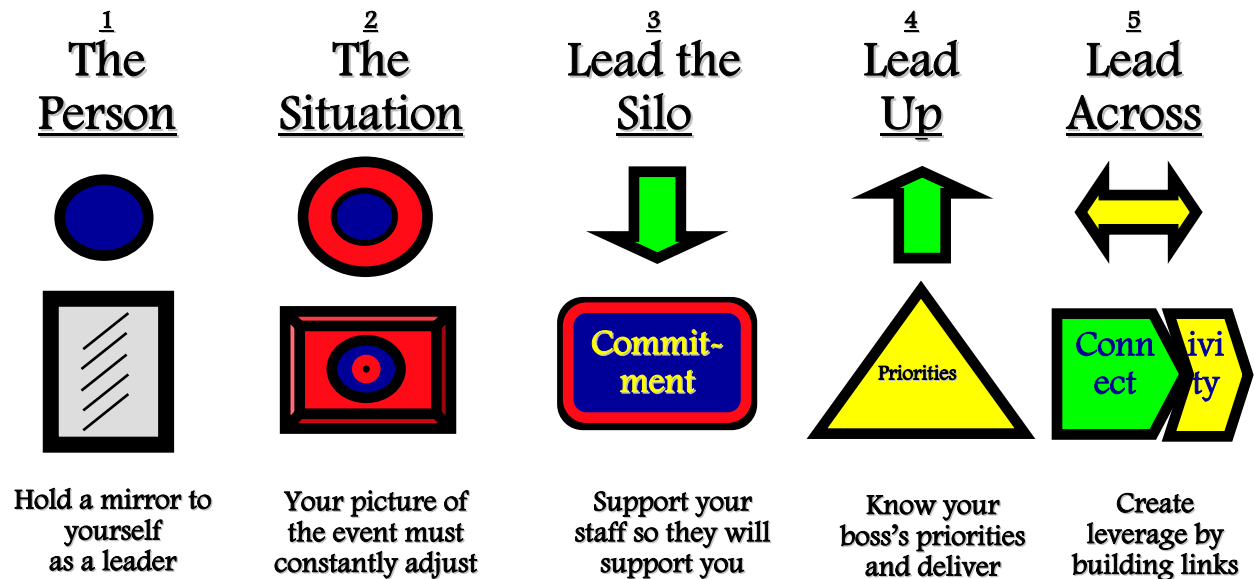 1
The
Person
Hold a mirror to
yourself
as a leader
2
The
Situation
Your picture of
the event must
constantly adjust
3
Lead the
Silo
Commit-
ment
Support your
staff so they will
support you
4
Lead
Up
Priorities
Know your
boss's priorities
and deliver
5
Lead
Across
Conn
ect
ivi
ty
Create
leverage by
building links